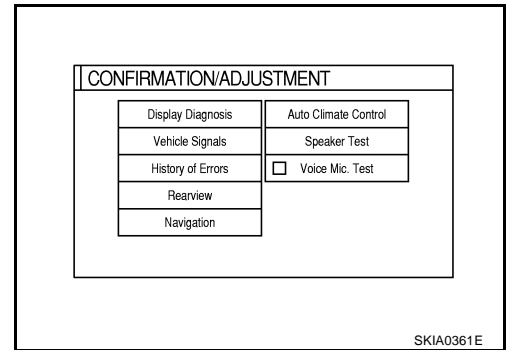 CONFIRMATION/ADJUSTMENT
Display Diagnosis
Auto Climate Control
Vehicle Signals
Speaker Test
History of Errors
Voice Mic. Test
Rearview
Navigation
SKIA0361E